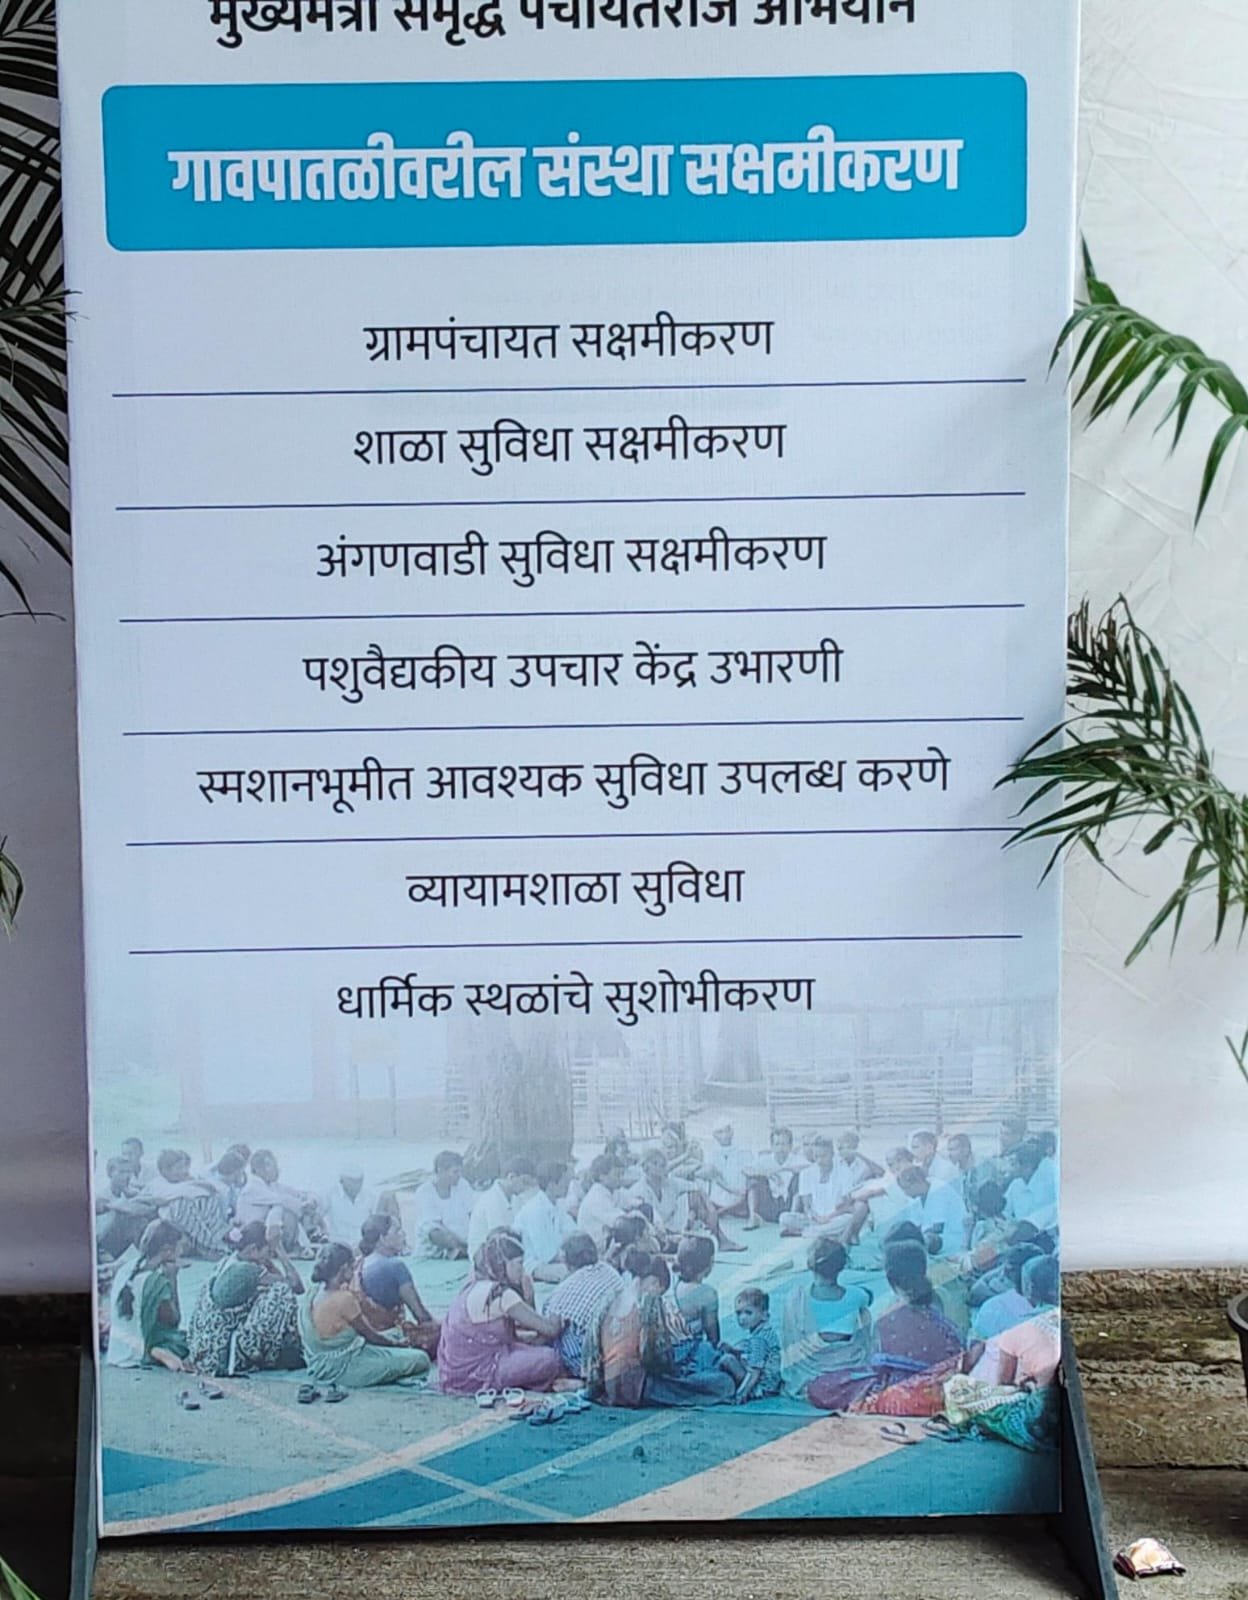 मुख्यमंत्री समृद्ध पंचायतराज अभियान
गावपातळीवरील संस्था सक्षमीकरण
ग्रामपंचायत सक्षमीकरण
शाळा सुविधा सक्षमीकरण
अंगणवाडी सुविधा सक्षमीकरण
पशुवैद्यकीय उपचार केंद्र उभारणी
स्मशानभूमीत आवश्यक सुविधा उपलब्ध करणे
व्यायामशाळा सुविधा
धार्मिक स्थळांचे सुशोभीकरण